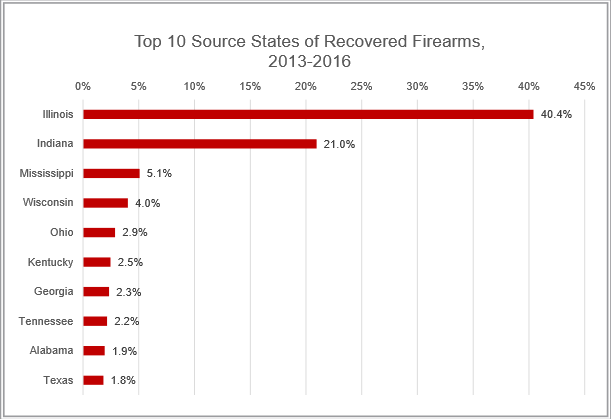 Top 10 Source States of Recovered Firearms,
2013-2016
0% 5% 10% 15% 20% 25% 30% 35% 40% 45%
Illinois 40.4%
Indiana 21.0%
Mississippi 5.1%
Wisconsin 4.0%
Ohio 2.9%
Kentucky 2.5%
Georgia 2.3%
Tennessee 2.2%
Alabama 1.9%
Texas 1.8%